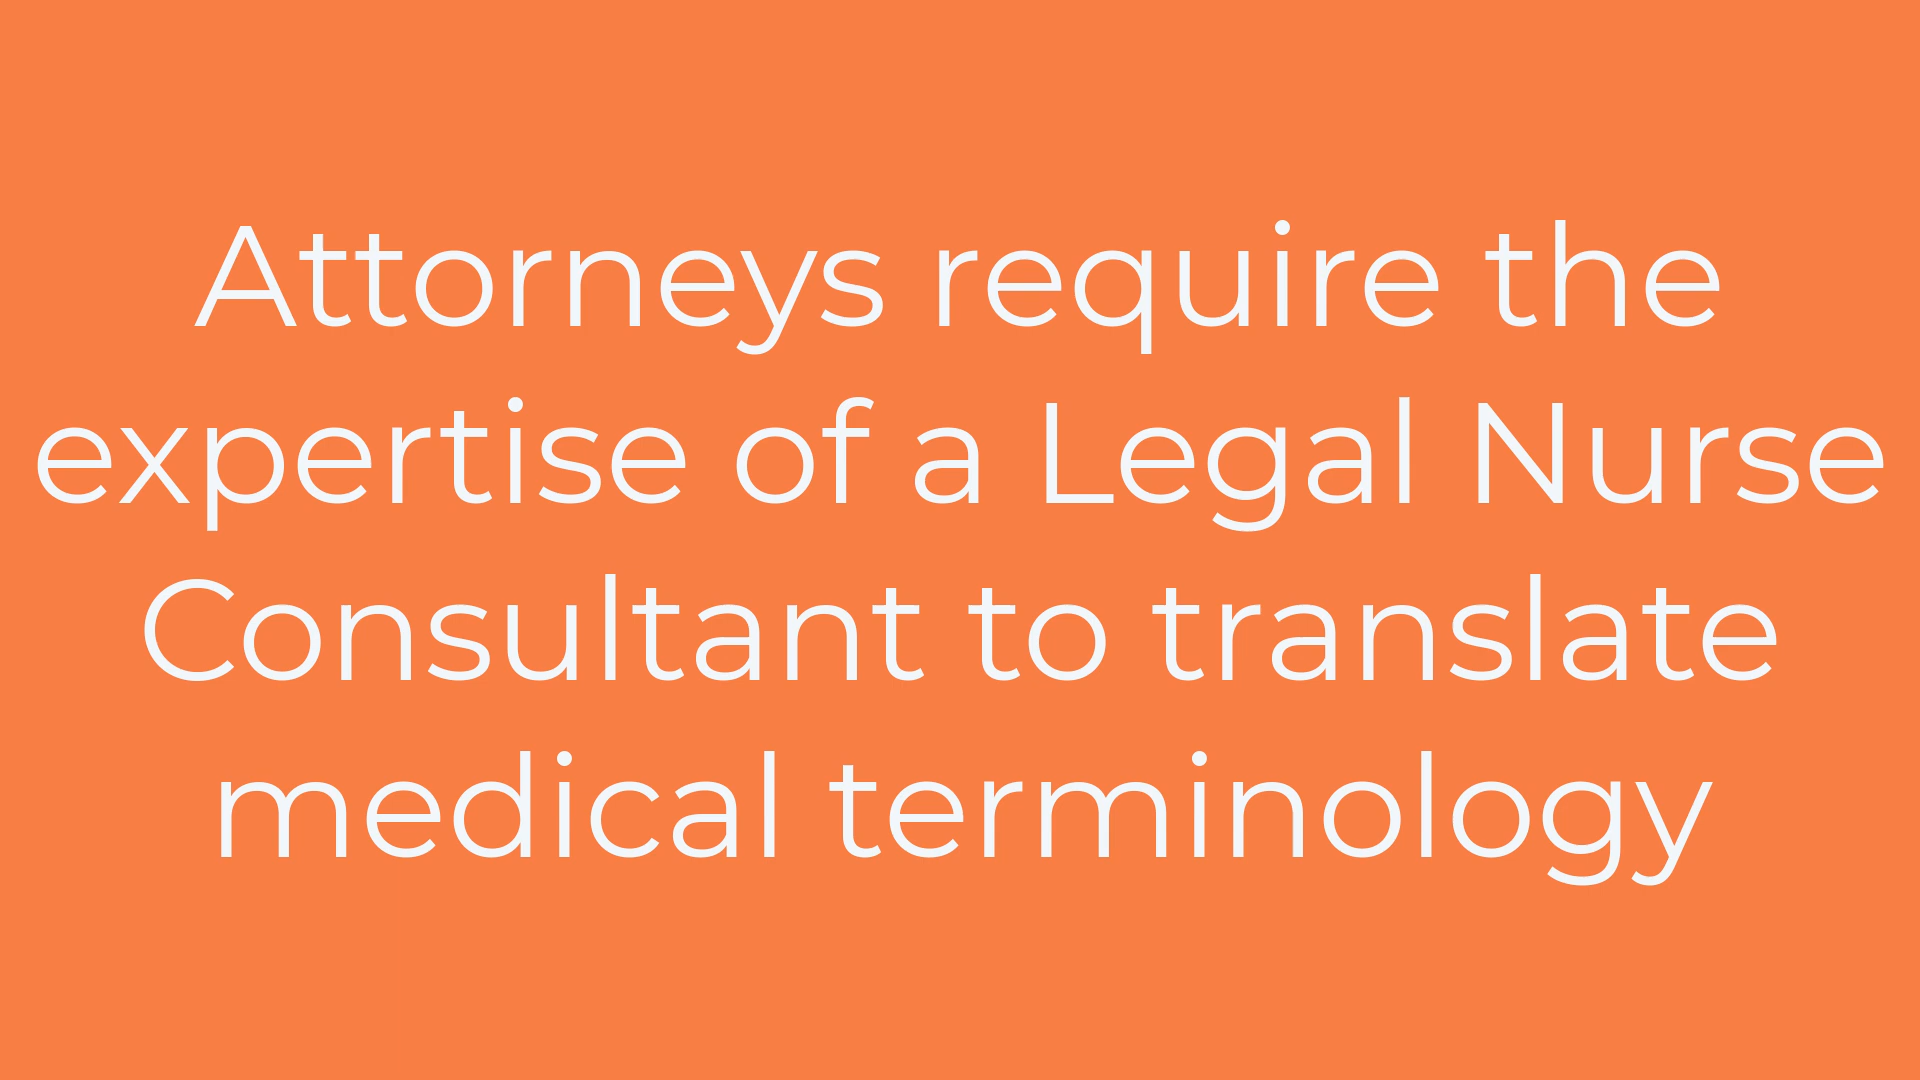 Attorneys require the
expertise of a Legal Nurse
Consultant to translate
medical terminology